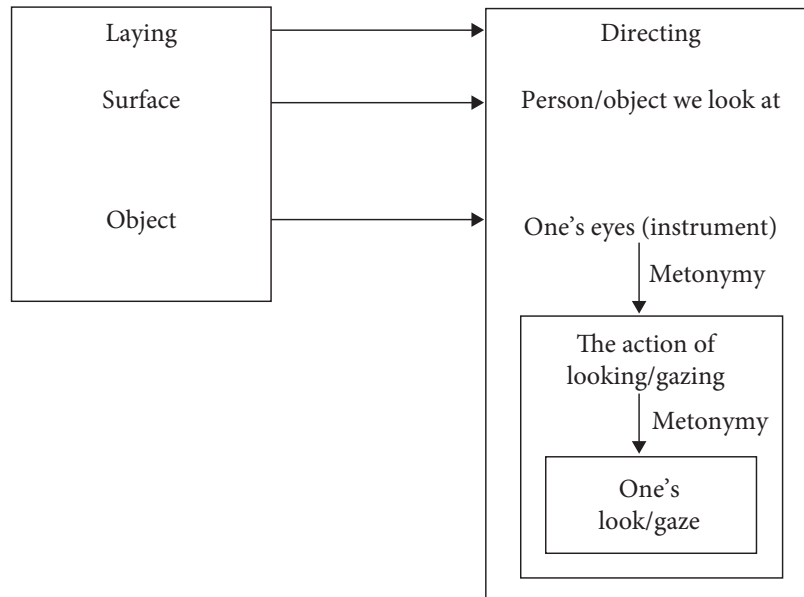 Laying
Directing
Surface
Person/object we look at
Object
One’s eyes (instrument)
Metonymy
The action of
looking/gazing
Metonymy
One’s
look/gaze